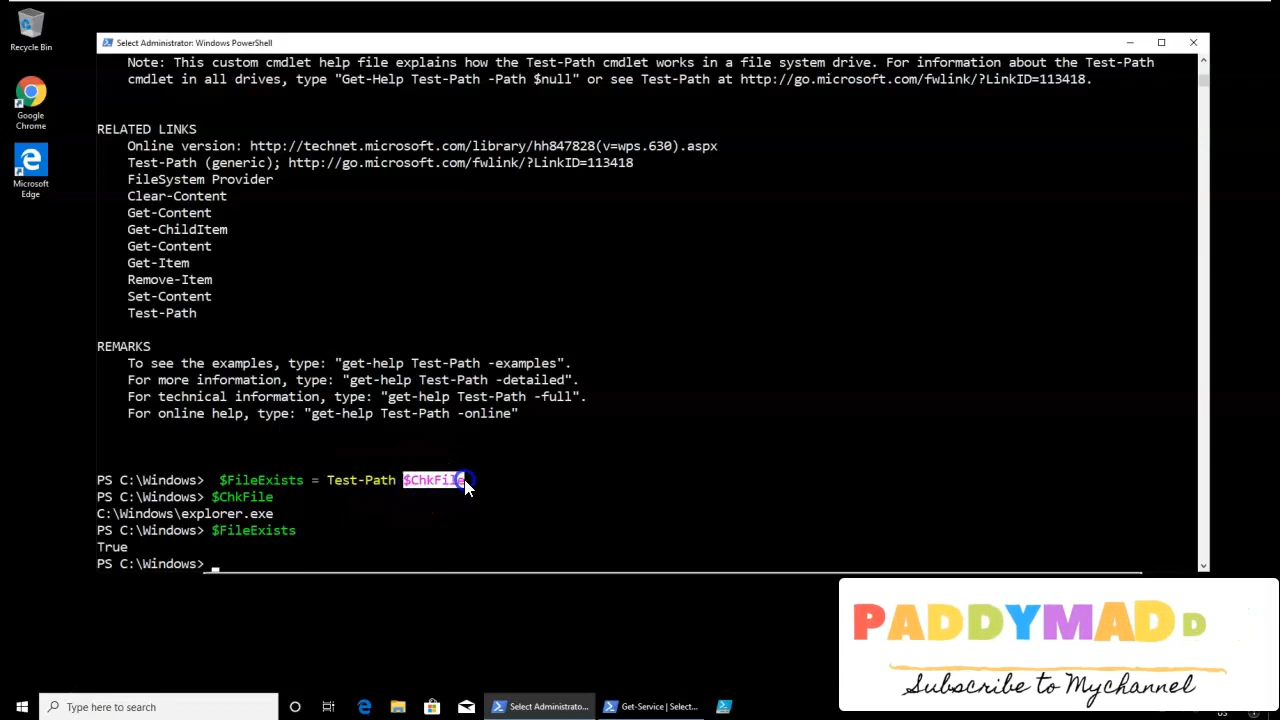 Recycle Bin
Google
Chrome
Microsoft
Edge
Select Administrator: Windows PowerShell
Note: This custom cmdlet help file explains how the Test-Path cmdlet works in a file system drive. For information about the Test-Path
cmdlet in all drives, type "Get-Help Test-Path -Path $null" or see Test-Path at http://go.microsoft.com/fwlink/?LinkID=113418.
RELATED LINKS
Online version: http://technet.microsoft.com/library/hh847828(v=wps.630).aspx
Test-Path (generic); http://go.microsoft.com/fwlink/?LinkID=113418
FileSystem Provider
Clear-Content
Get-Content
Get-ChildItem
Get-Content
Get-Item
Remove-Item
Set-Content
Test-Path
REMARKS
To see the examples, type: "get-help Test-Path -examples".
For more information, type: "get-help Test-Path -detailed".
For technical information, type: "get-help Test-Path -full".
For online help, type: "get-help Test-Path -online"
PS C:\Windows>  $FileExists = Test-Path $ChkFile
PS C:\Windows> $ChkFile
C:\Windows\explorer.exe
PS C:\Windows> $FileExists
True
PS C:\Windows>
PADDYMAD D
Subscribe to Mychannel
Type here to search
Select Administrato...
Get-Service | Select...